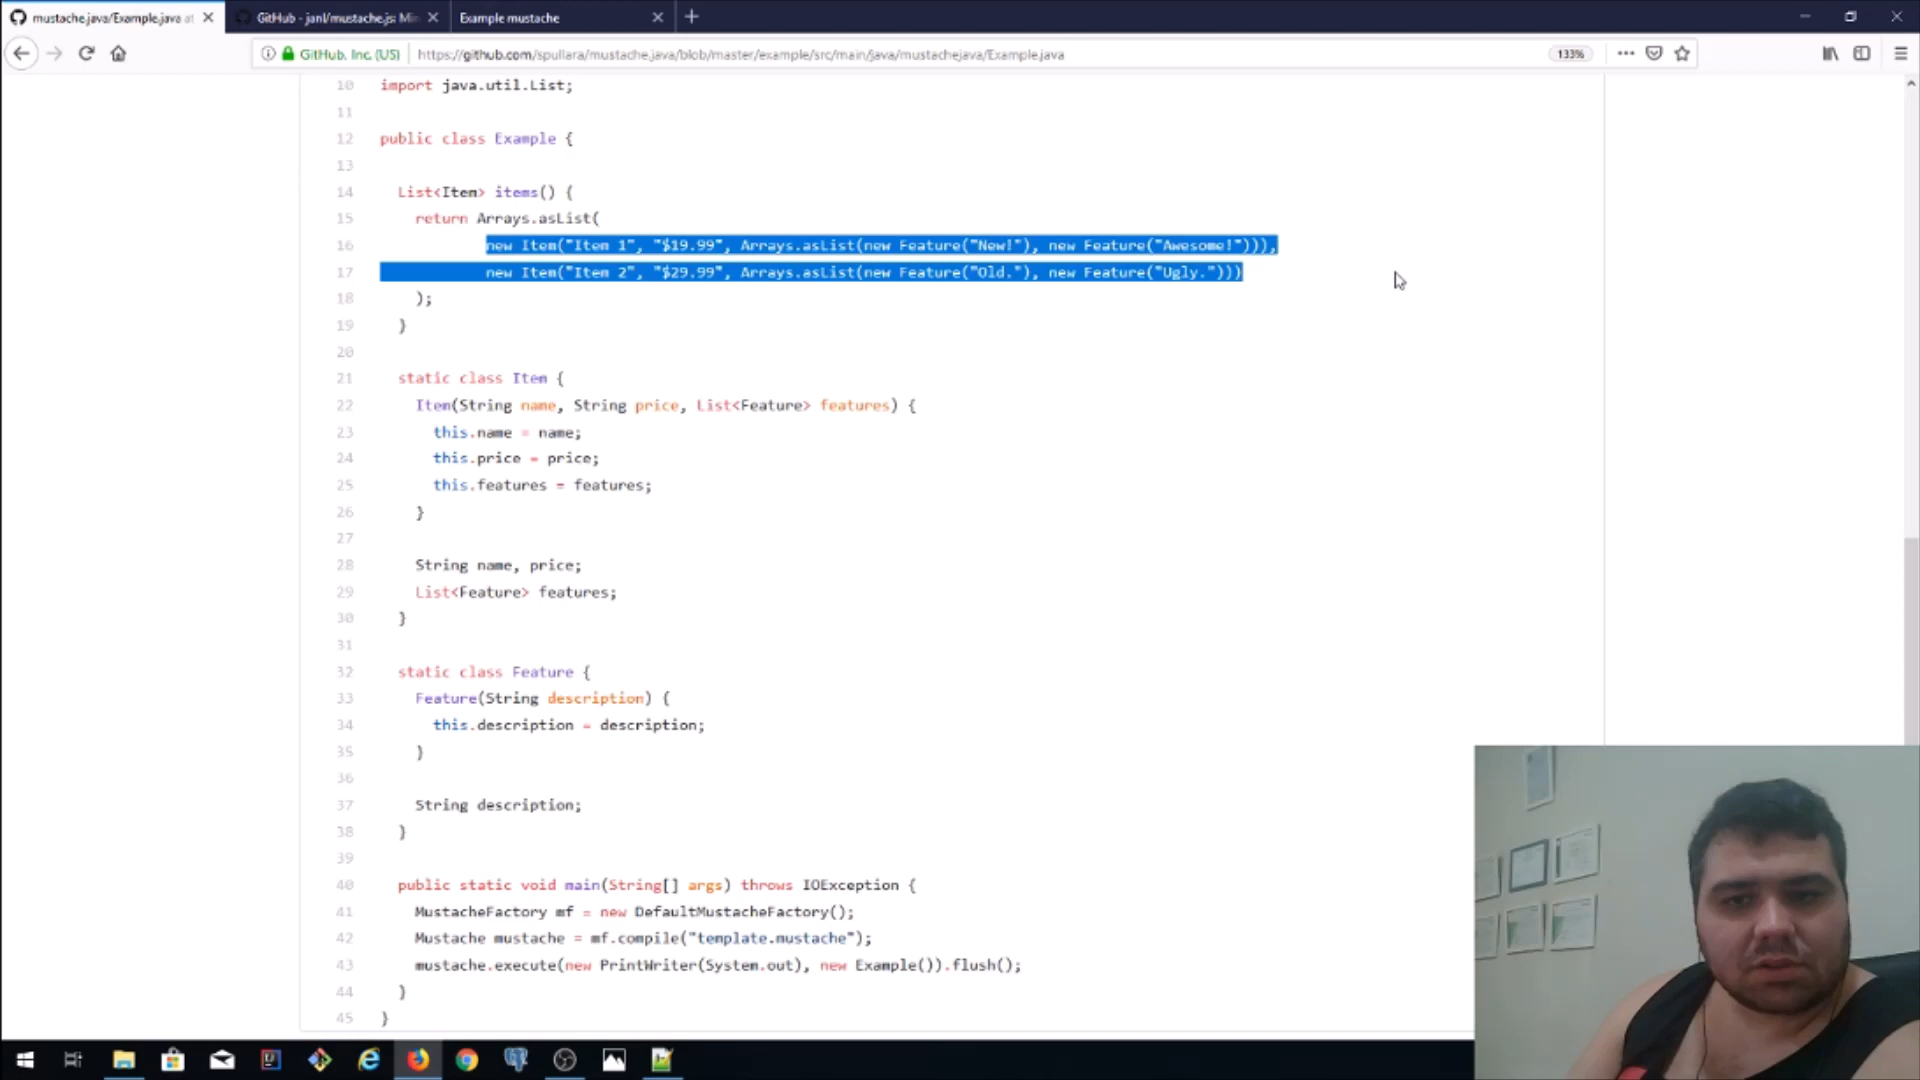 mustache.java/Example.java at
GitHub - janl/mustache.js: Min
Example mustache
GitHub, Inc. (US)
https://github.com/spullara/mustache.java/blob/master/example/src/main/java/mustachejava/Example.java
133%
10 import java.util.List;
11
12 public class Example {
13
14 List<Item> items() {
15 return Arrays.asList(
16 new Item("Item 1", "$19.99", Arrays.asList(new Feature("New!"), new Feature("Awesome!"))),
17 new Item("Item 2", "$29.99", Arrays.asList(new Feature("Old."), new Feature("Ugly.")))
18 );
19 }
20
21 static class Item {
22 Item(String name, String price, List<Feature> features) {
23 this.name = name;
24 this.price = price;
25 this.features = features;
26 }
27
28 String name, price;
29 List<Feature> features;
30 }
31
32 static class Feature {
33 Feature(String description) {
34 this.description = description;
35 }
36
37 String description;
38 }
39
40 public static void main(String[] args) throws IOException {
41 MustacheFactory mf = new DefaultMustacheFactory();
42 Mustache mustache = mf.compile("template.mustache");
43 mustache.execute(new PrintWriter(System.out), new Example()).flush();
44 }
45 }